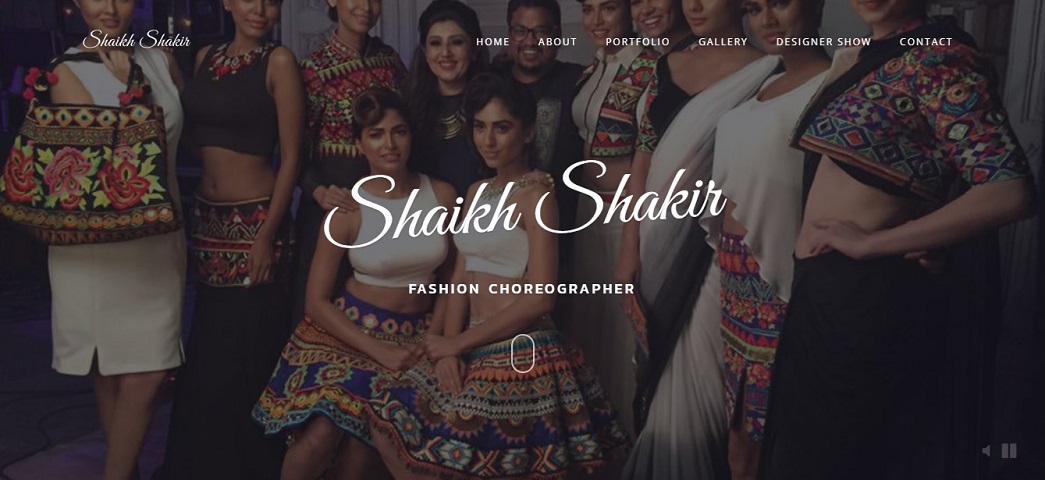 Shaikh Shakir
HOME ABOUT PORTFOLIO GALLERY DESIGNER SHOW CONTACT
Shaikh Shakir
FASHION CHOREOGRAPHER